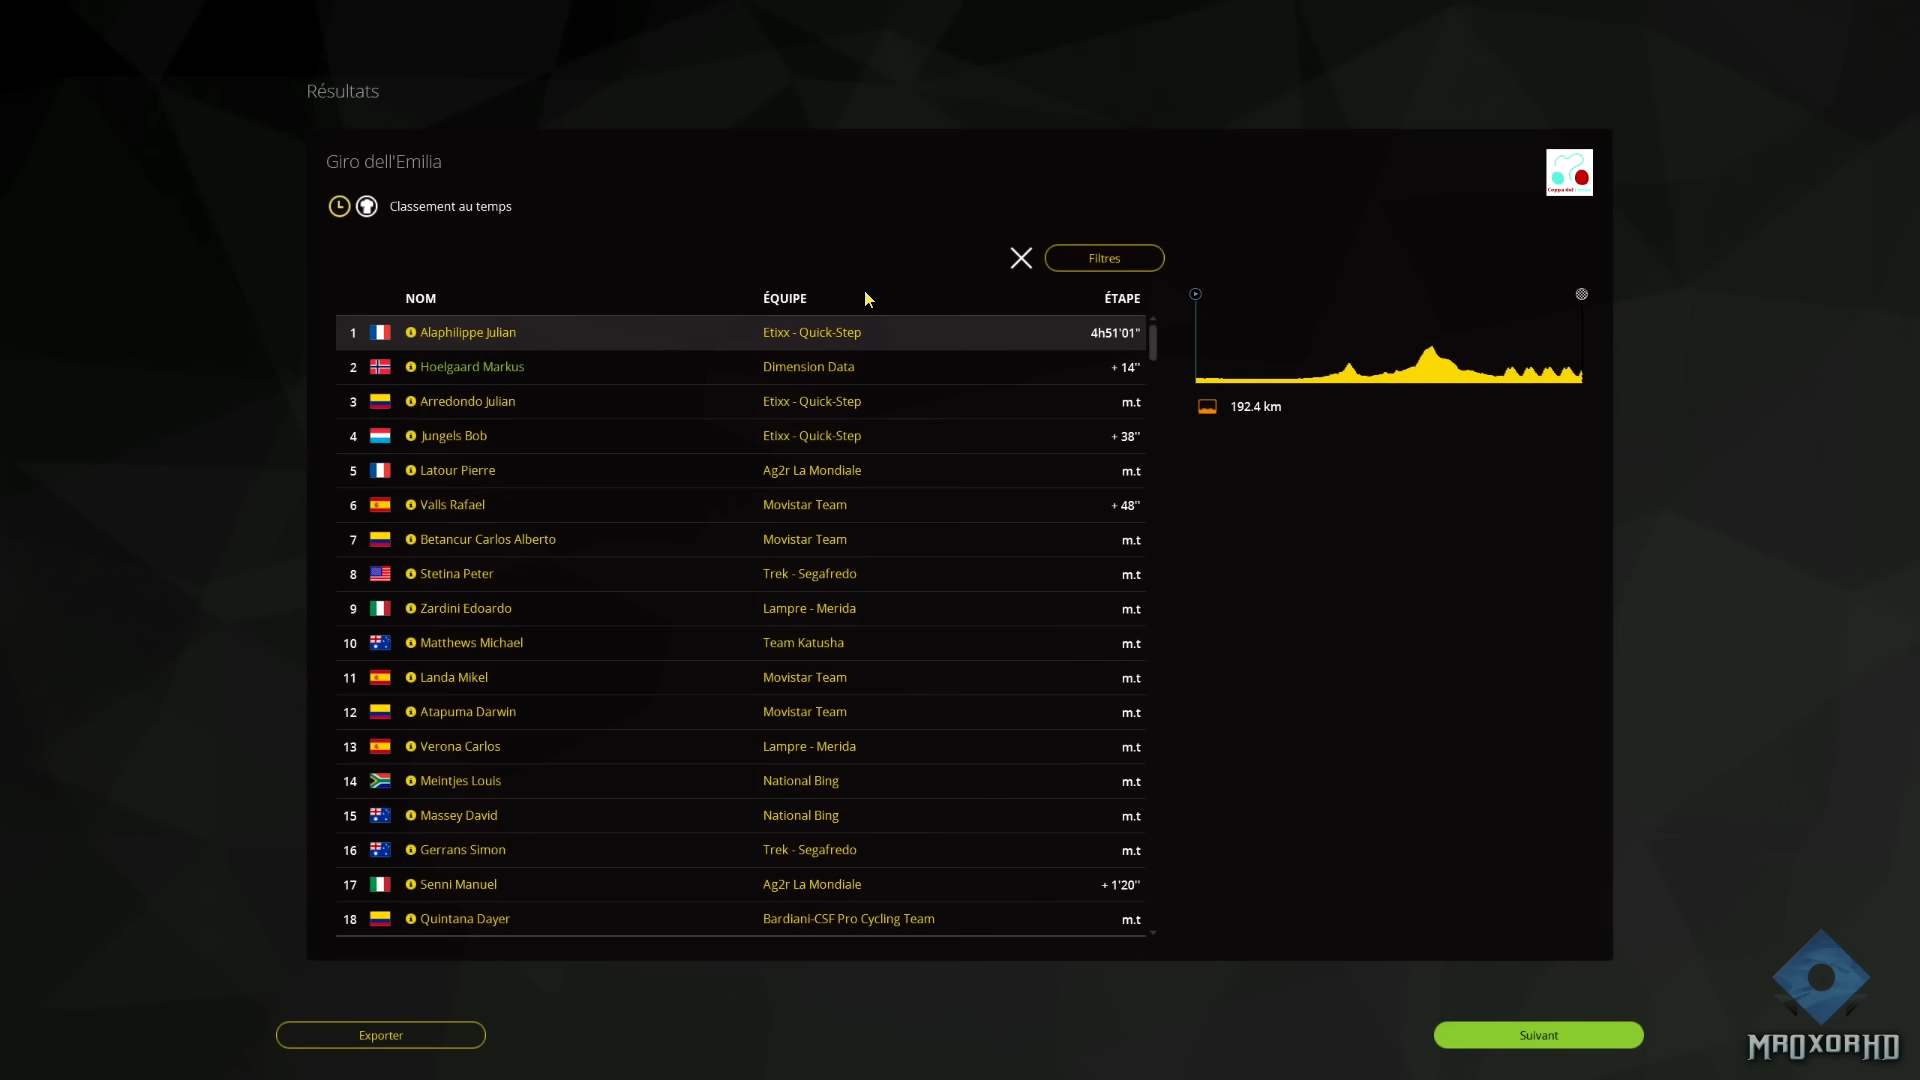 Résultats
Giro dell'Emilia
Classement au temps
Filtres
NOM ÉQUIPE ÉTAPE
1 Alaphilippe Julian Etixx - Quick-Step 4h51'01"
2 Hoelgaard Markus Dimension Data + 14"
3 Arredondo Julian Etixx - Quick-Step m.t
4 Jungels Bob Etixx - Quick-Step + 38"
5 Latour Pierre Ag2r La Mondiale m.t
6 Valls Rafael Movistar Team + 48"
7 Betancur Carlos Alberto Movistar Team m.t
8 Stetina Peter Trek - Segafredo m.t
9 Zardini Edoardo Lampre - Merida m.t
10 Matthews Michael Team Katusha m.t
11 Landa Mikel Movistar Team m.t
12 Atapuma Darwin Movistar Team m.t
13 Verona Carlos Lampre - Merida m.t
14 Meintjes Louis National Bing m.t
15 Massey David National Bing m.t
16 Gerrans Simon Trek - Segafredo m.t
17 Senni Manuel Ag2r La Mondiale + 1'20"
18 Quintana Dayer Bardiani-CSF Pro Cycling Team m.t
192.4 km
Exporter
Suivant